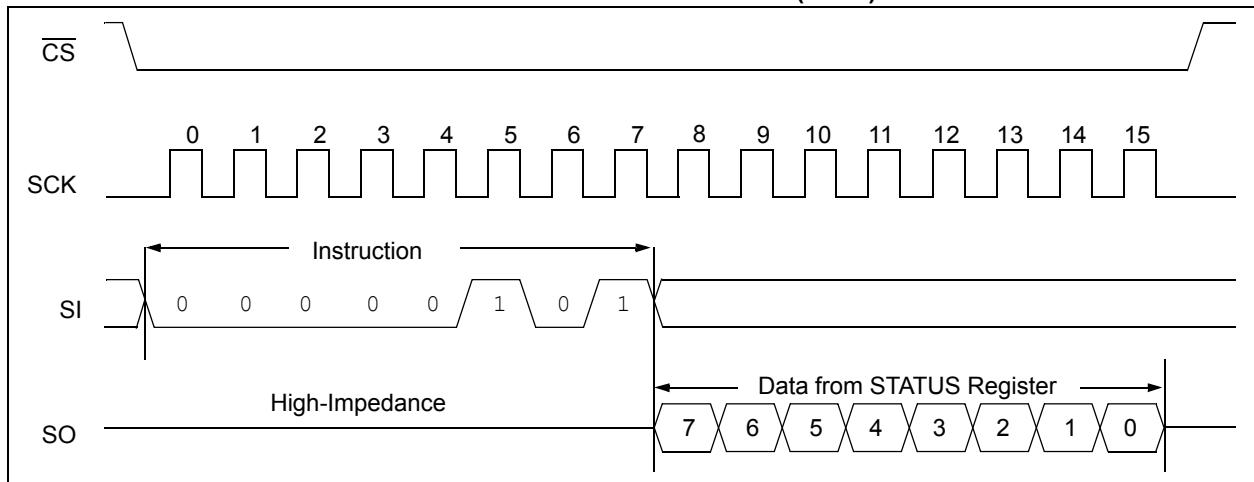 CS
0 1 2 3 4 5 6 7 8 9 10 11 12 13 14 15
SCK
Instruction
SI 0 0 0 0 0 1 0 1
Data from STATUS Register
High-Impedance
SO 7 6 5 4 3 2 1 0